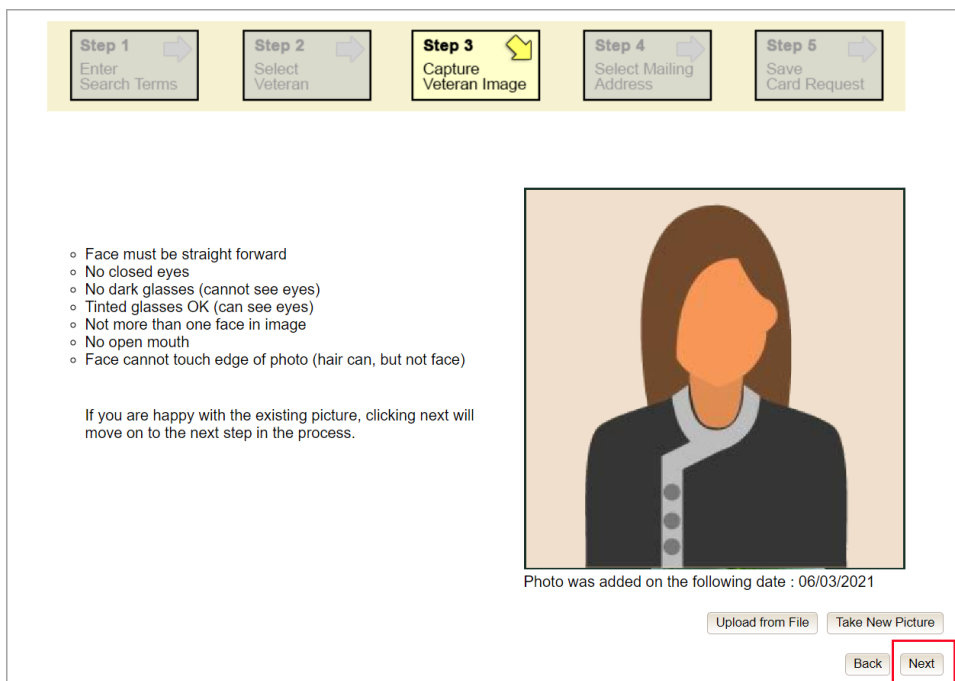 Step 1
Enter
Search Terms
Step 2
Select
Veteran
Step 3
Capture
Veteran Image
Step 4
Select Mailing
Address
Step 5
Save
Card Request
Face must be straight forward
No closed eyes
No dark glasses (cannot see eyes)
Tinted glasses OK (can see eyes)
Not more than one face in image
No open mouth
Face cannot touch edge of photo (hair can, but not face)
If you are happy with the existing picture, clicking next will
move on to the next step in the process.
Photo was added on the following date : 06/03/2021
Upload from File Take New Picture
Back Next